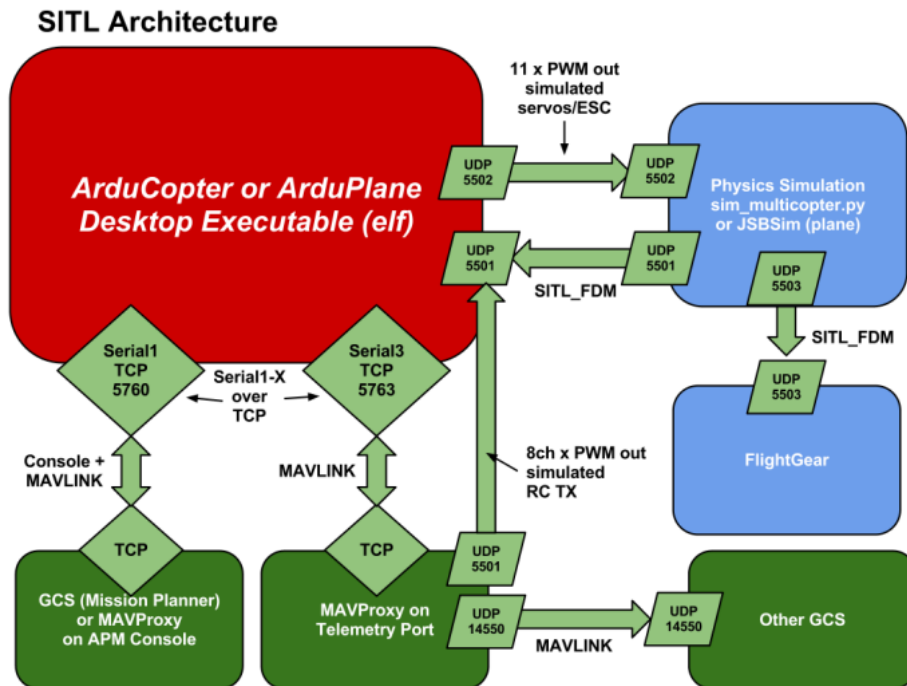 SITL Architecture
11 x PWM out
simulated
servos/ESC
ArduCopter or ArduPlane
Desktop Executable (elf)
UDP
5502
UDP
5502
Physics Simulation
sim_multicopter.py
or JSBSim (plane)
UDP
5501
UDP
5501
SITL_FDM
UDP
5503
SITL_FDM
Serial1
TCP
5760
Serial1-X
over
TCP
Serial3
TCP
5763
UDP
5503
FlightGear
Console +
MAVLINK
MAVLINK
8ch x PWM out
simulated
RC TX
TCP
TCP
UDP
5501
GCS (Mission Planner)
or MAVProxy
on APM Console
MAVProxy on
Telemetry Port
UDP
14550
MAVLINK
UDP
14550
Other GCS